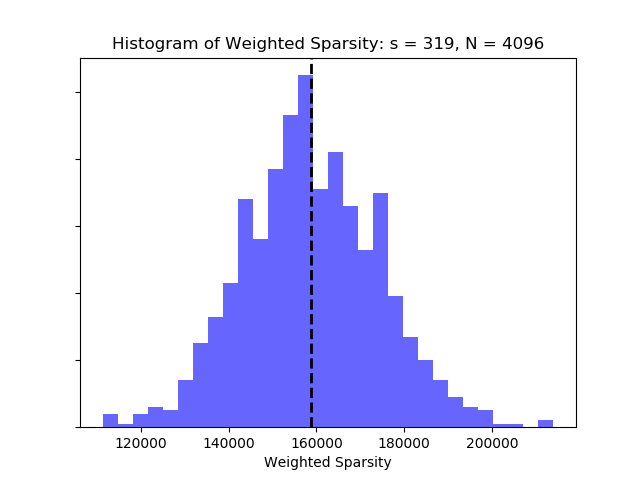 Histogram of Weighted Sparsity: s = 319, N = 4096
120000 140000 160000 180000 200000
Weighted Sparsity